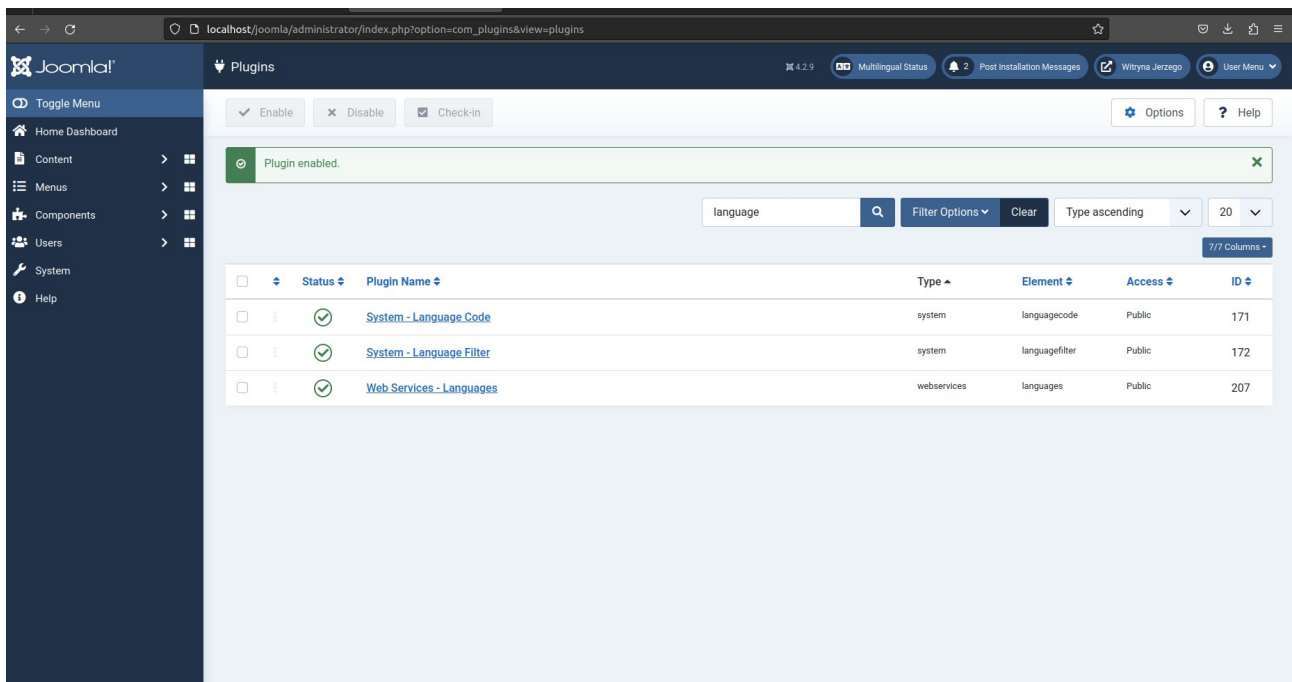 localhost/joomla/administrator/index.php?option=com_plugins&view=plugins
Joomla!®
Plugins
4.2.9
Multilingual Status
2 Post Installation Messages
Witryna Jerzego
User Menu
Toggle Menu
Home Dashboard
Content
Menus
Components
Users
System
Help
Enable
Disable
Check-in
Options
? Help
Plugin enabled.
language
Filter Options
Clear
Type ascending
20
7/7 Columns
Status Plugin Name Type Element Access ID
System - Language Code system languagecode Public 171
System - Language Filter system languagefilter Public 172
Web Services - Languages webservices languages Public 207